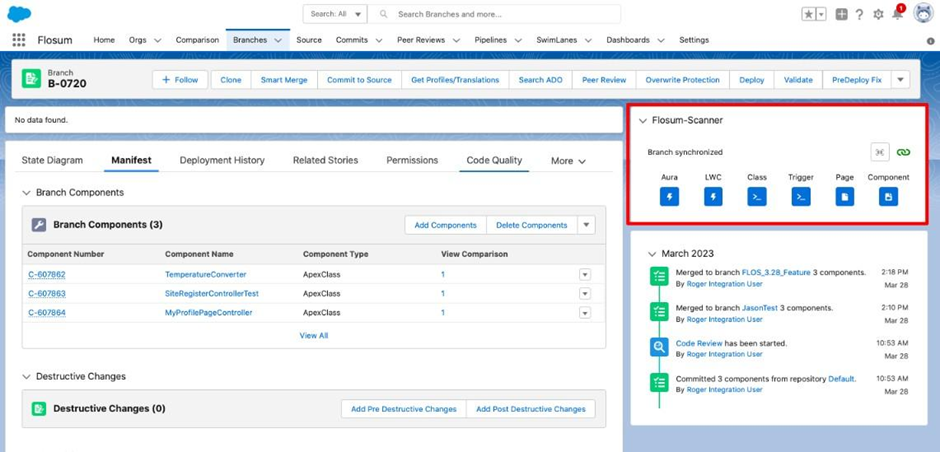 Search: All
Search Branches and more...
1
Flosum
Home Orgs Comparison Branches Source Commits Peer Reviews Pipelines SwimLanes Dashboards Settings
Branch
B-0720
+ Follow Clone Smart Merge Commit to Source Get Profiles/Translations Search ADO Peer Review Overwrite Protection Deploy Validate PreDeploy Fix
No data found.
State Diagram Manifest Deployment History Related Stories Permissions Code Quality More
Branch Components
Branch Components (3)
Add Components Delete Components
Component Number Component Name Component Type View Comparison
C-607862 TemperatureConverter ApexClass 1
C-607863 SiteRegisterControllerTest ApexClass 1
C-607864 MyProfilePageController ApexClass 1
View All
Destructive Changes
Destructive Changes (0)
Add Pre Destructive Changes Add Post Destructive Changes
Flosum-Scanner
Branch synchronized
Aura LWC Class Trigger Page Component
March 2023
Merged to branch FLOS_3.28_Feature 3 components. 2:18 PM
By Roger Integration User Mar 28
Merged to branch JasonTest 3 components. 2:10 PM
By Roger Integration User Mar 28
Code Review has been started. 10:53 AM
By Roger Integration User Mar 28
Committed 3 components from repository Default. 10:53 AM
By Roger Integration User Mar 28